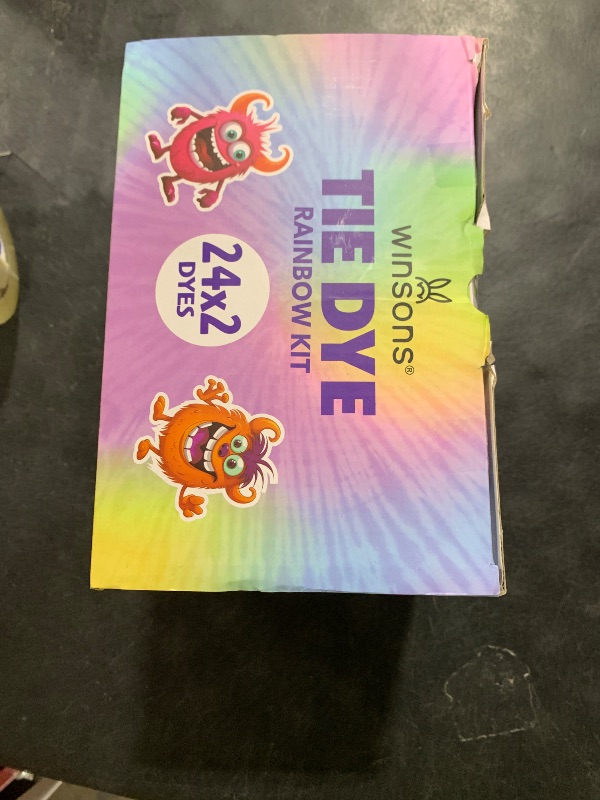 winsons®
TIE DYE
RAINBOW KIT
24x2
DYES